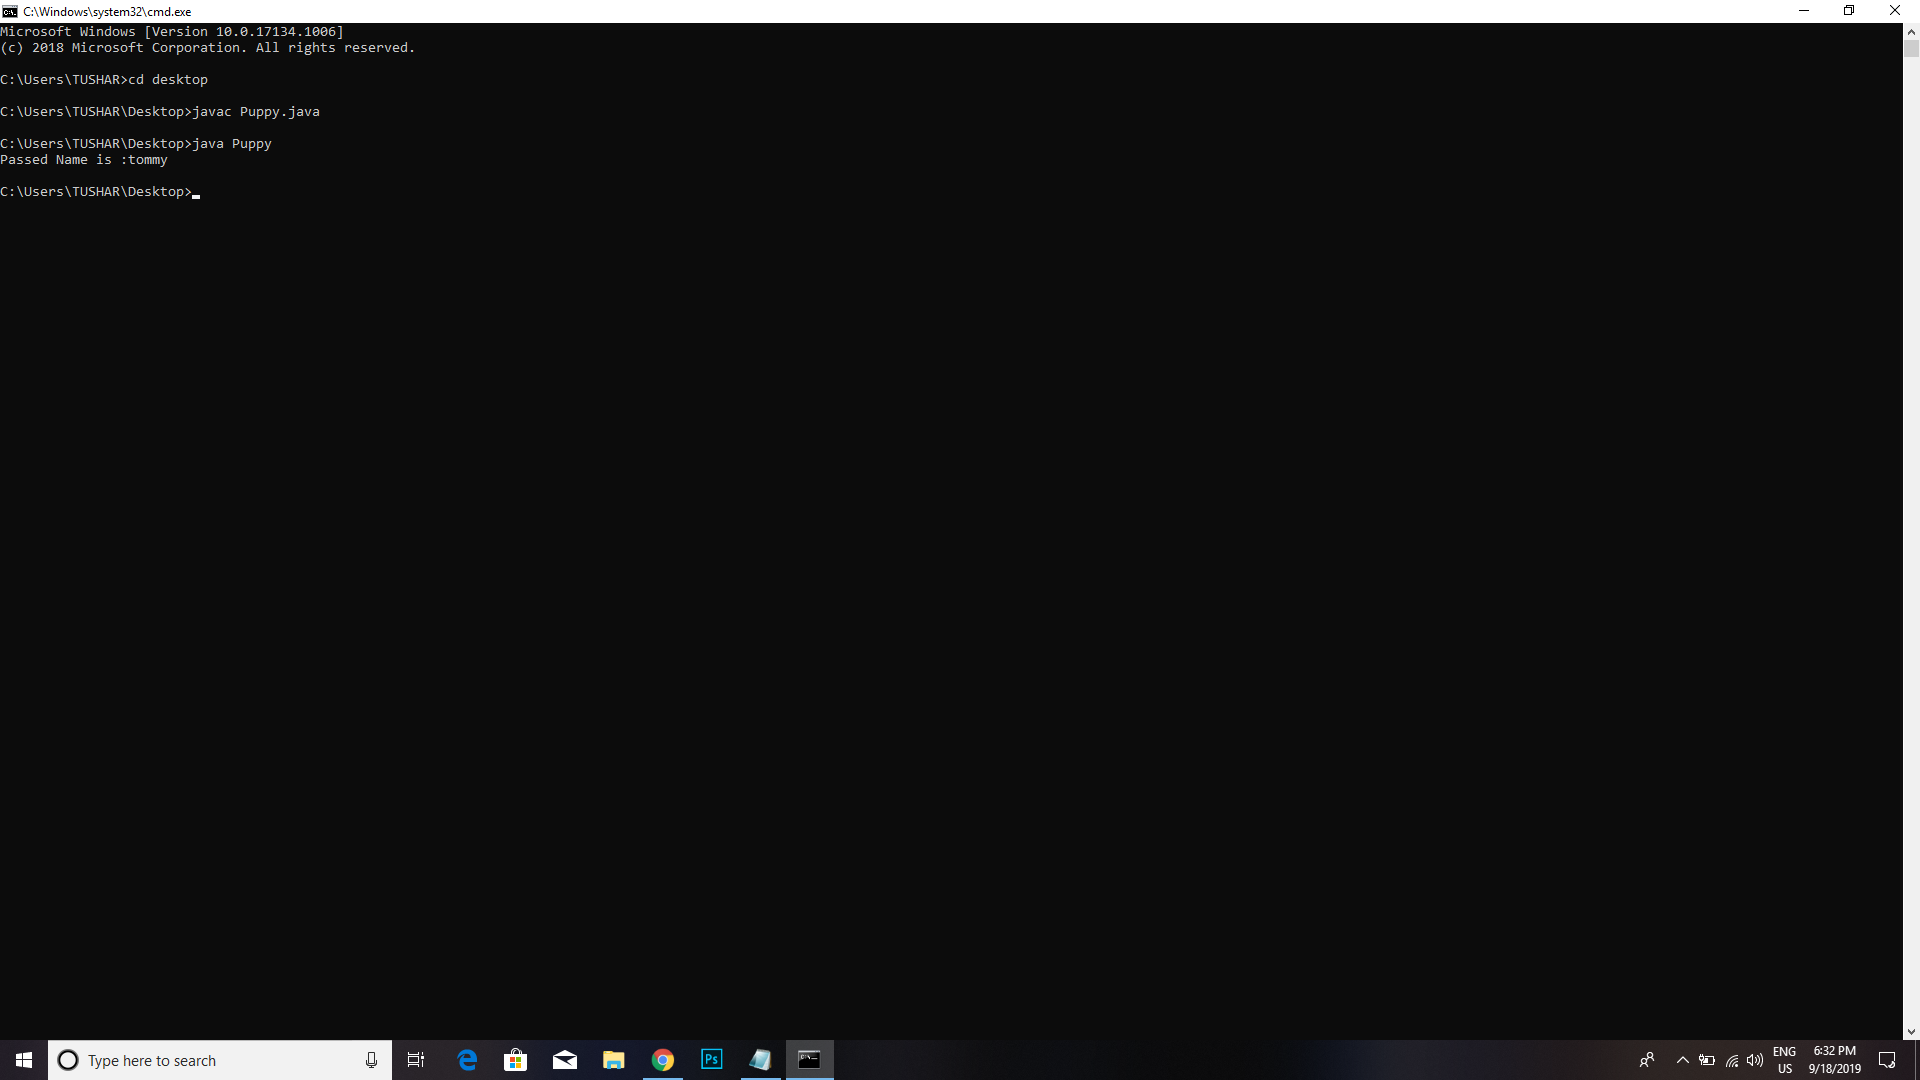 C:\Windows\system32\cmd.exe
Microsoft Windows [Version 10.0.17134.1006]
(c) 2018 Microsoft Corporation. All rights reserved.
C:\Users\TUSHAR>cd desktop
C:\Users\TUSHAR\Desktop>javac Puppy.java
C:\Users\TUSHAR\Desktop>java Puppy
Passed Name is :tommy
C:\Users\TUSHAR\Desktop>
Type here to search
Ps
ENG
US
6:32 PM
9/18/2019